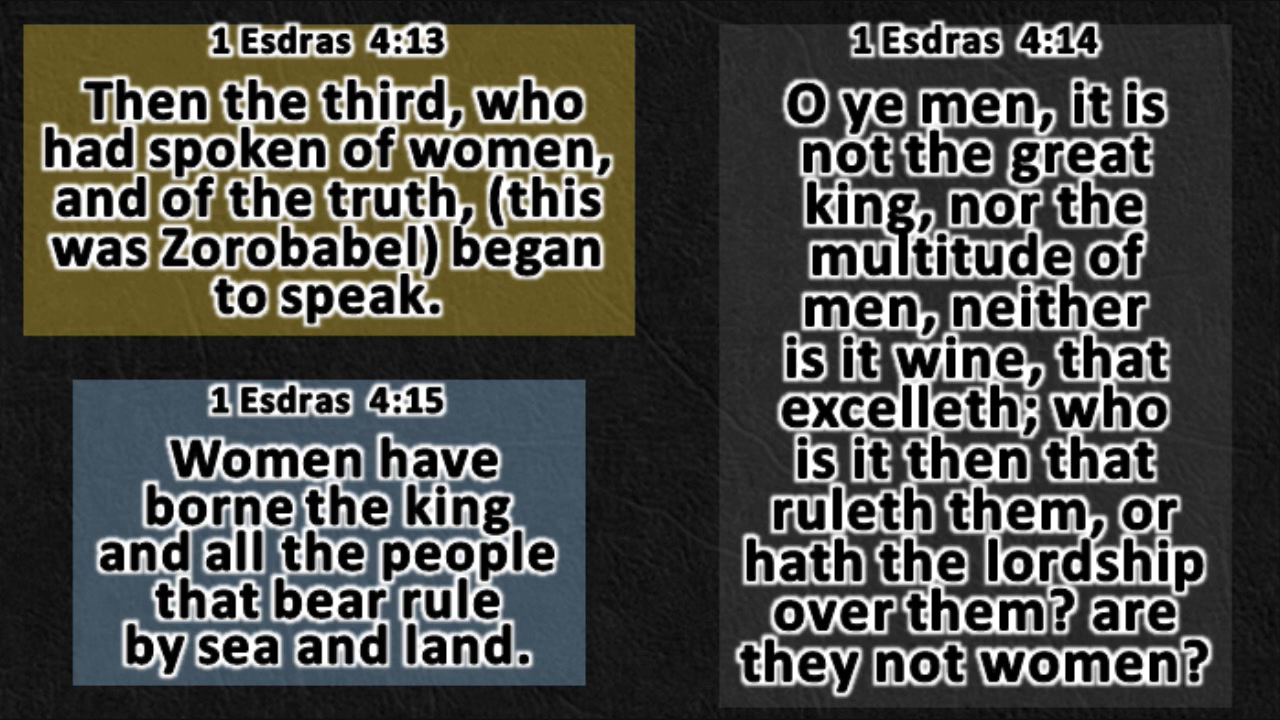 1 Esdras 4:13
Then the third, who
had spoken of women,
and of the truth, (this
was Zorobabel) began
to speak.
1 Esdras 4:14
O ye men, it is
not the great
king, nor the
multitude of
men, neither
is it wine, that
excelleth; who
is it then that
ruleth them, or
hath the lordship
over them? are
they not women?
1 Esdras 4:15
Women have
borne the king
and all the people
that bear rule
by sea and land.